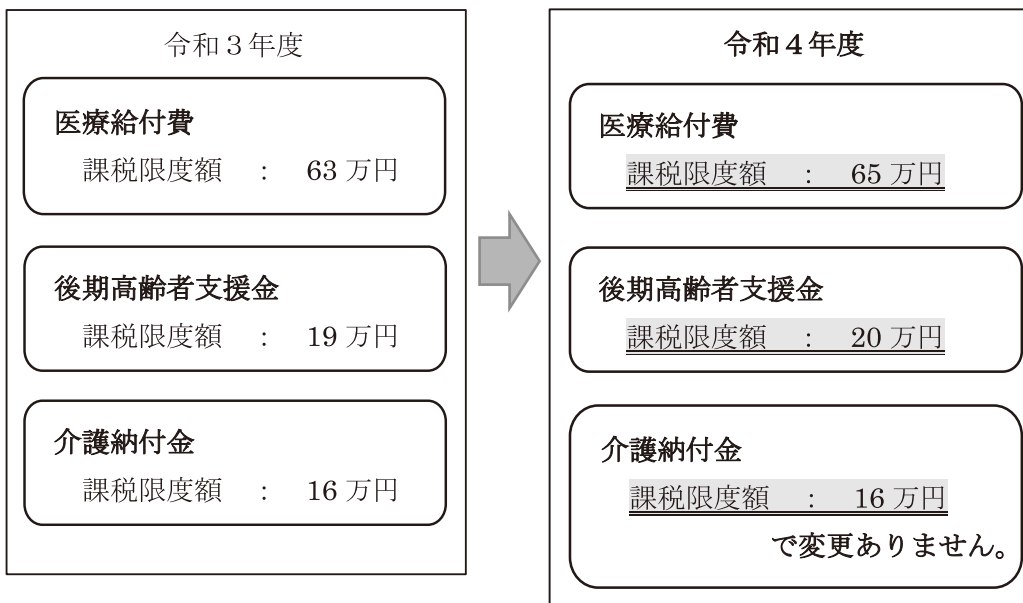 令和３年度
医療給付費
課税限度額　：　63 万円
後期高齢者支援金
課税限度額　：　19 万円
介護納付金
課税限度額　：　16 万円
令和４年度
医療給付費
課税限度額　：　65 万円
後期高齢者支援金
課税限度額　：　20 万円
介護納付金
課税限度額　：　16 万円
で変更ありません。